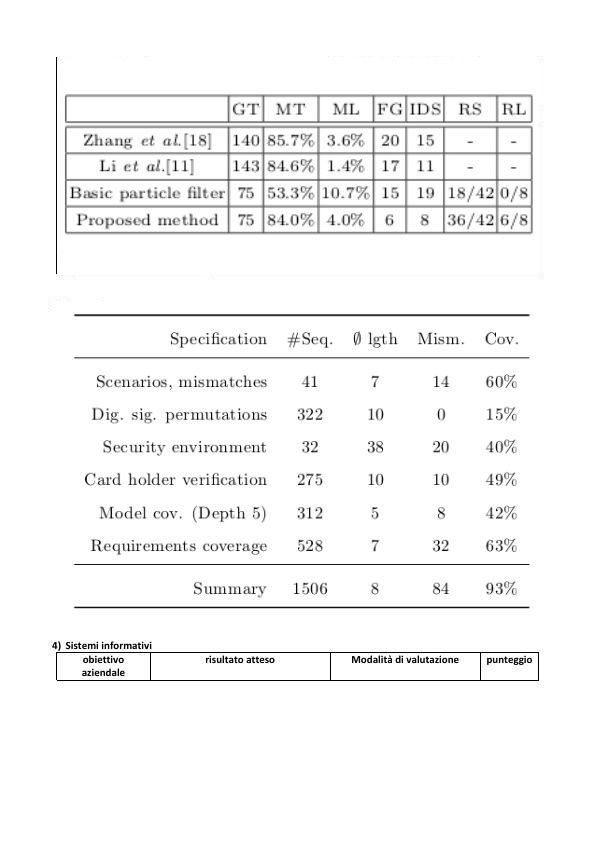 GT MT ML FG IDS RS RL
Zhang et al.[18] 140 85.7% 3.6% 20 15 - -
Li et al.[11] 143 84.6% 1.4% 17 11 - -
Basic particle filter 75 53.3% 10.7% 15 19 18/42 0/8
Proposed method 75 84.0% 4.0% 6 8 36/42 6/8
Specification #Seq. ∅ lgth Mism. Cov.
Scenarios, mismatches 41 7 14 60%
Dig. sig. permutations 322 10 0 15%
Security environment 32 38 20 40%
Card holder verification 275 10 10 49%
Model cov. (Depth 5) 312 5 8 42%
Requirements coverage 528 7 32 63%
Summary 1506 8 84 93%
4) Sistemi informativi
obiettivo risultato atteso Modalità di valutazione punteggio
aziendale